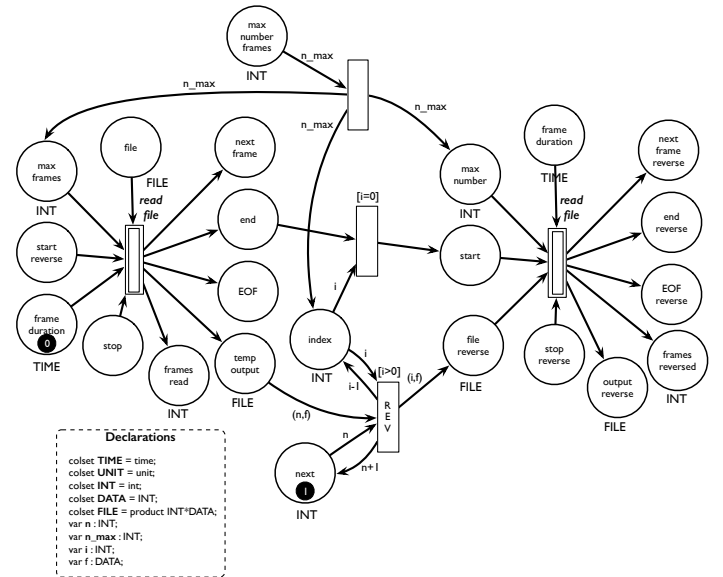 max
number
frames
INT
n_max
n_max
n_max
n_max
max
frames
INT
file
FILE
next
frame
read
file
start
reverse
end
EOF
frame
duration
0
TIME
stop
frames
read
INT
temp
output
FILE
[i=0]
i
index
INT
i
i-1
[i>0]
(i,f)
R
E
V
(n,f)
n
n+1
next
1
INT
max
number
INT
start
file
reverse
FILE
frame
duration
TIME
read
file
next
frame
reverse
end
reverse
EOF
reverse
frames
reversed
INT
stop
reverse
output
reverse
FILE
Declarations
colset TIME = time;
colset UNIT = unit;
colset INT = int;
colset DATA = INT;
colset FILE = product INT*DATA;
var n : INT;
var n_max : INT;
var i : INT;
var f : DATA;